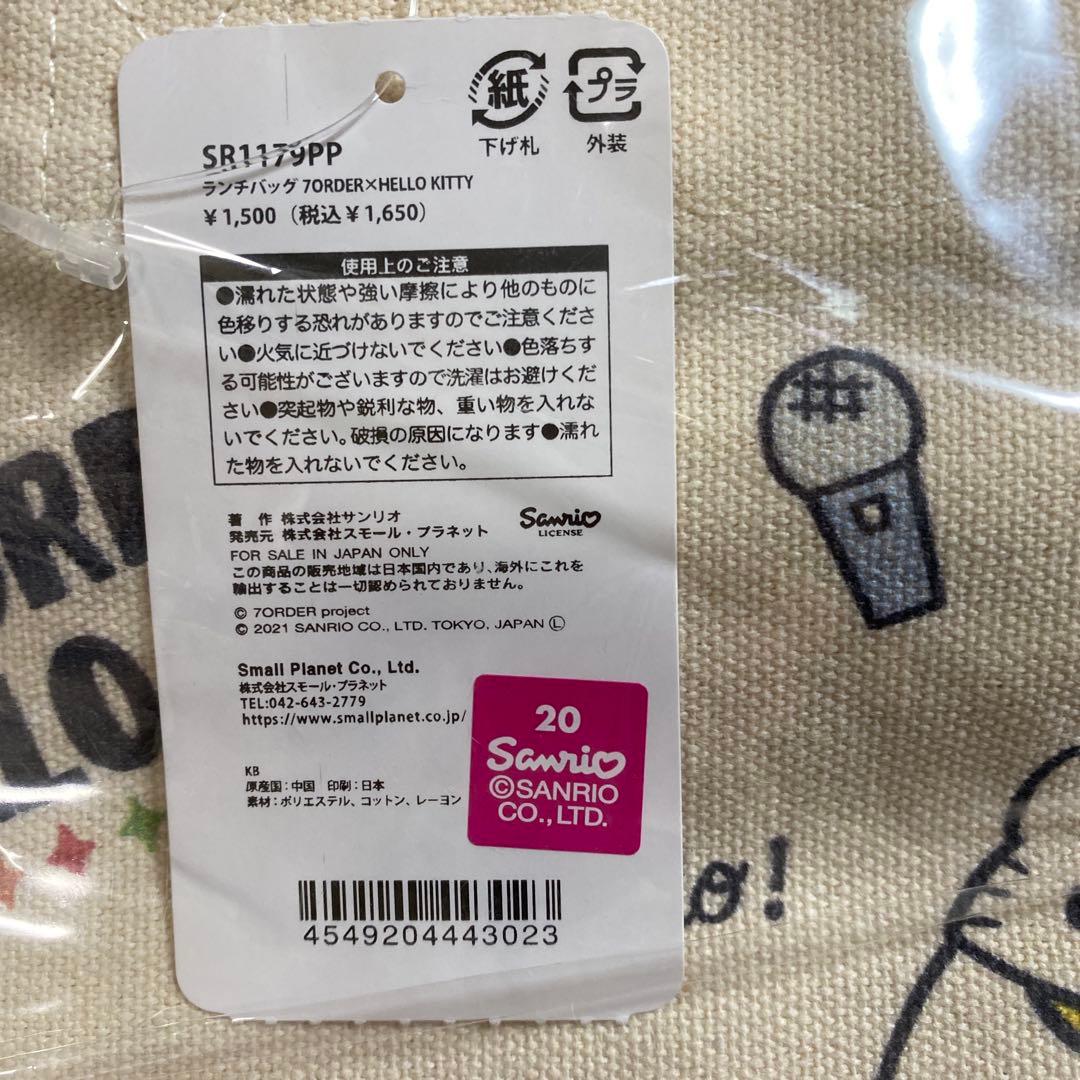 紙
プラ
下げ札
外装
SR1179PP
ランチバッグ 7ORDER×HELLO KITTY
¥1,500（税込¥1,650）
使用上のご注意
●濡れた状態や強い摩擦により他のものに
色移りする恐れがありますのでご注意くださ
い●火気に近づけないでください●色落ちす
る可能性がございますので洗濯はお避けくだ
さい●突起物や鋭利な物、重い物を入れな
いでください。破損の原因になります●濡れ
た物を入れないでください。
著 作 株式会社サンリオ
発売元 株式会社スモール・プラネット
Sanrio
LICENSE
FOR SALE IN JAPAN ONLY
この商品の販売地域は日本国内であり、海外にこれを
輸出することは一切認められておりません。
© 7ORDER project
© 2021 SANRIO CO., LTD. TOKYO, JAPAN Ⓛ
Small Planet Co., Ltd.
株式会社スモール・プラネット
TEL:042-643-2779
https://www.smallplanet.co.jp/
20
Sanrio
©SANRIO
CO.,LTD.
KB
原産国：中国 印刷：日本
素材：ポリエステル、コットン、レーヨン
4549204443023
D